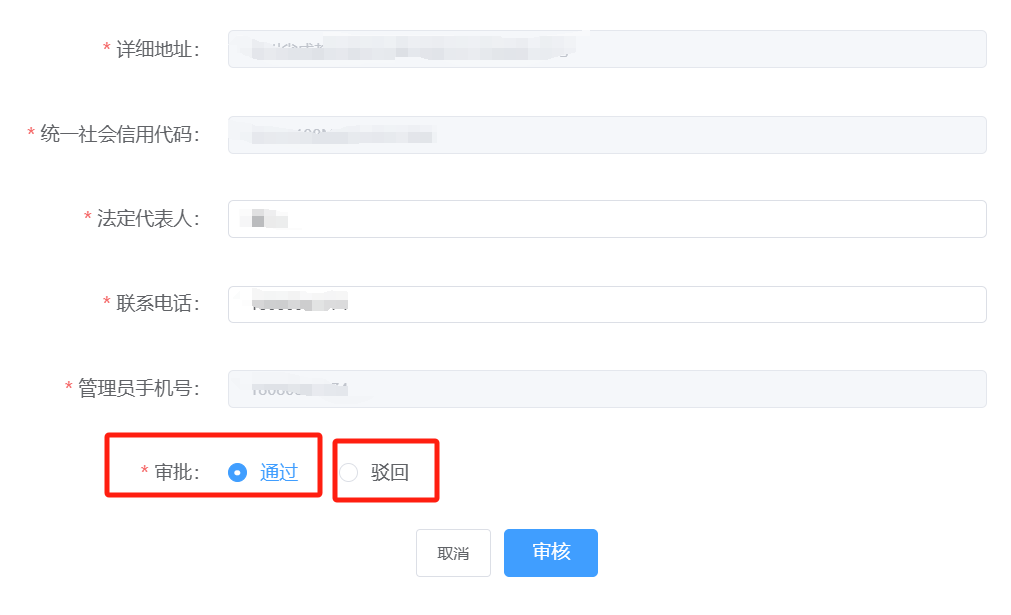 * 详细地址：
* 统一社会信用代码：
* 法定代表人：
* 联系电话：
* 管理员手机号：
* 审批： 通过 驳回
取消 审核